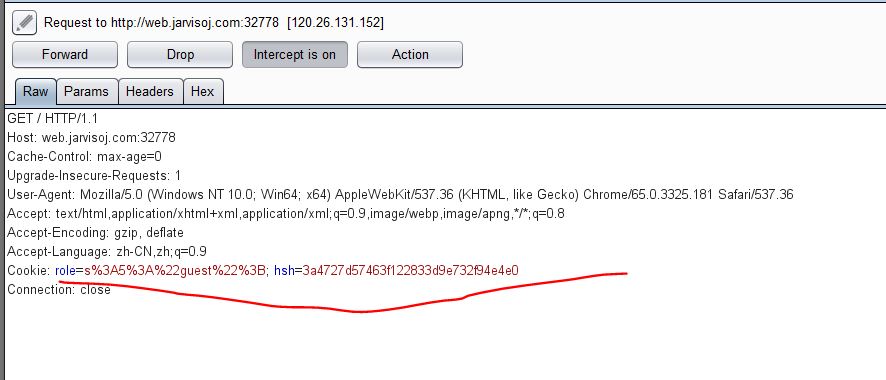 Request to http://web.jarvisoj.com:32778 [120.26.131.152]
Forward Drop Intercept is on Action
Raw Params Headers Hex
GET / HTTP/1.1
Host: web.jarvisoj.com:32778
Cache-Control: max-age=0
Upgrade-Insecure-Requests: 1
User-Agent: Mozilla/5.0 (Windows NT 10.0; Win64; x64) AppleWebKit/537.36 (KHTML, like Gecko) Chrome/65.0.3325.181 Safari/537.36
Accept: text/html,application/xhtml+xml,application/xml;q=0.9,image/webp,image/apng,*/*;q=0.8
Accept-Encoding: gzip, deflate
Accept-Language: zh-CN,zh;q=0.9
Cookie: role=s%3A5%3A%22guest%22%3B; hsh=3a4727d57463f122833d9e732f94e4e0
Connection: close